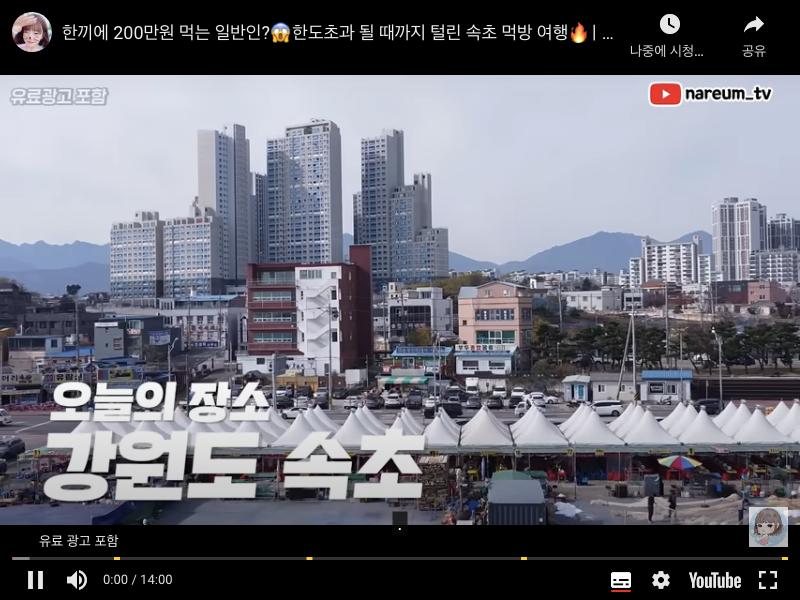 한끼에 200만원 먹는 일반인?😱한도초과 될 때까지 털린 속초 먹방 여행🔥 | ...
나중에 시청...
공유
유료광고 포함
nareum_tv
오늘의 장소
강원도 속초
유료 광고 포함
0:00 / 14:00
YouTube